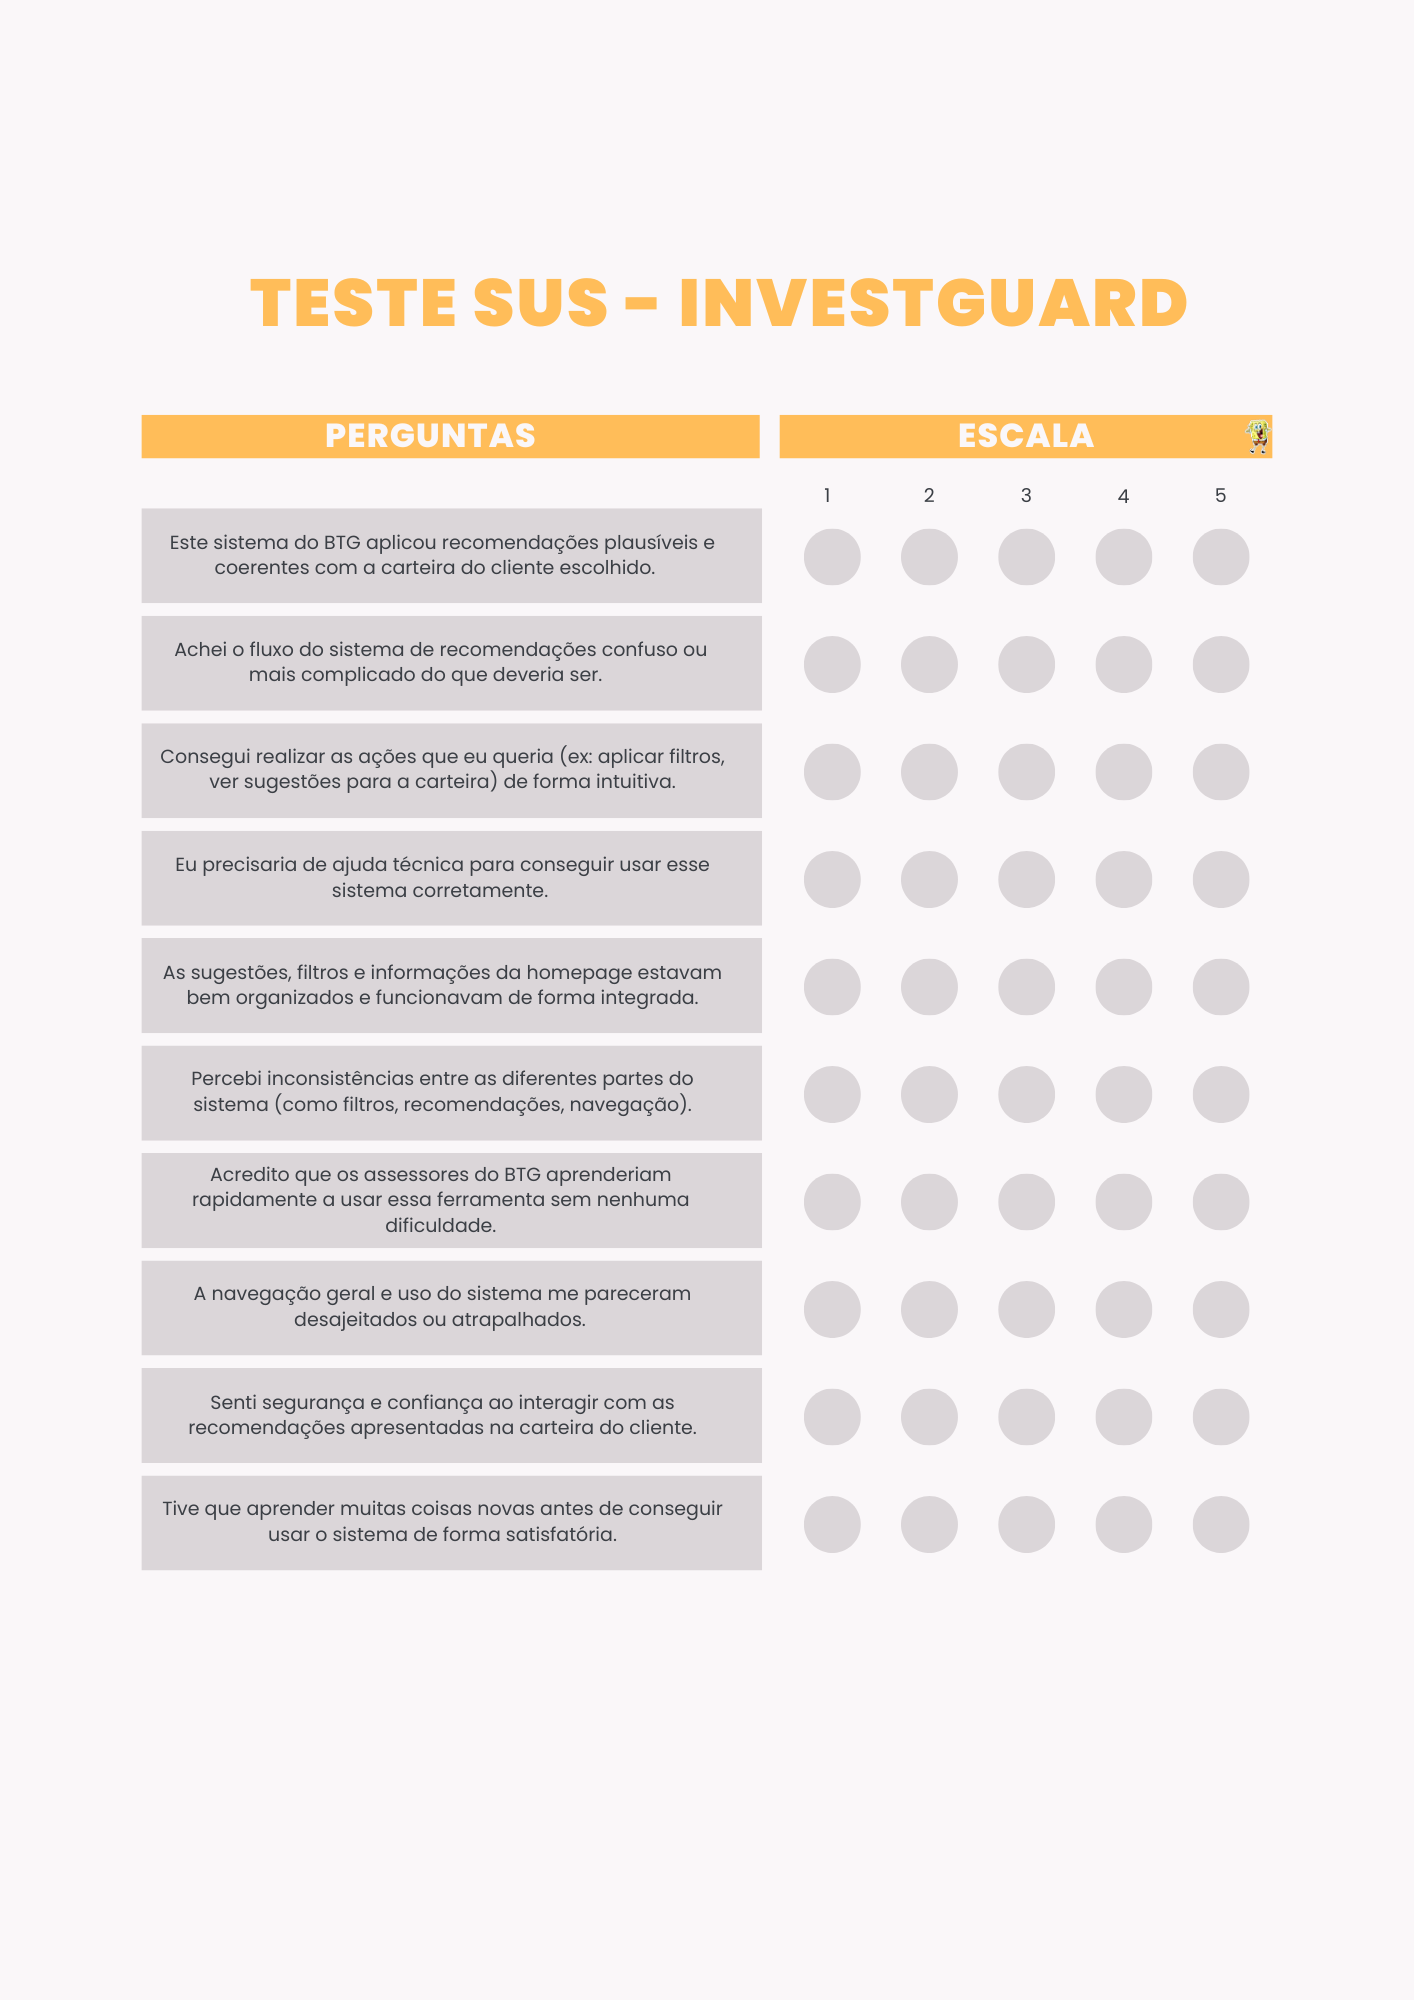 TESTE SUS - INVESTGUARD
PERGUNTAS
ESCALA
1 2 3 4 5
Este sistema do BTG aplicou recomendações plausíveis e
coerentes com a carteira do cliente escolhido.
Achei o fluxo do sistema de recomendações confuso ou
mais complicado do que deveria ser.
Consegui realizar as ações que eu queria (ex: aplicar filtros,
ver sugestões para a carteira) de forma intuitiva.
Eu precisaria de ajuda técnica para conseguir usar esse
sistema corretamente.
As sugestões, filtros e informações da homepage estavam
bem organizados e funcionavam de forma integrada.
Percebi inconsistências entre as diferentes partes do
sistema (como filtros, recomendações, navegação).
Acredito que os assessores do BTG aprenderiam
rapidamente a usar essa ferramenta sem nenhuma
dificuldade.
A navegação geral e uso do sistema me pareceram
desajeitados ou atrapalhados.
Senti segurança e confiança ao interagir com as
recomendações apresentadas na carteira do cliente.
Tive que aprender muitas coisas novas antes de conseguir
usar o sistema de forma satisfatória.